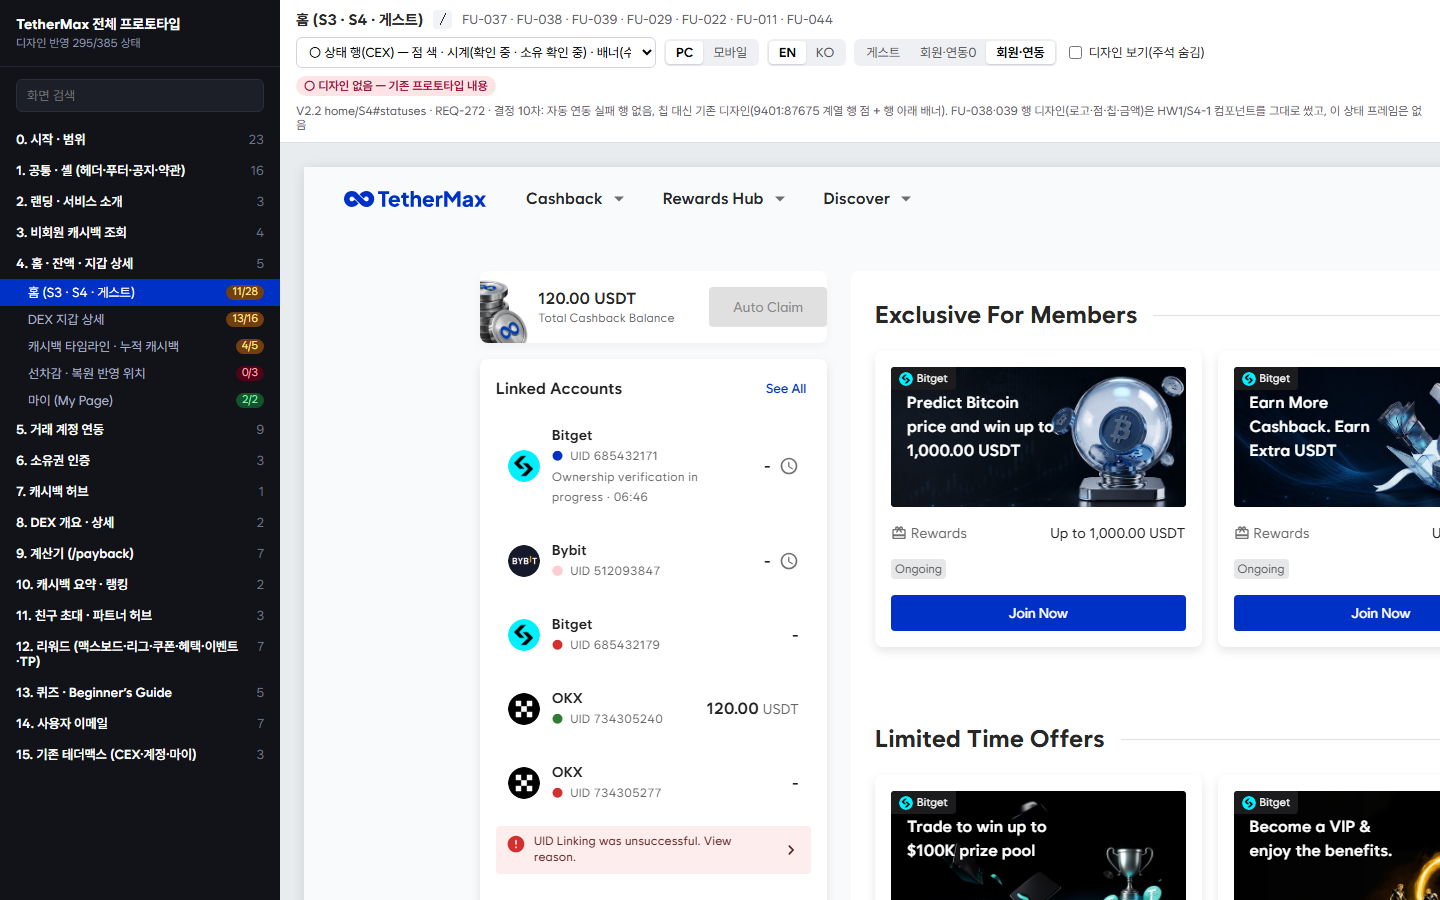 TetherMax 전체 프로토타입
디자인 반영 295/385 상태
화면 검색
0. 시작 · 범위 23
1. 공통 · 셸 (헤더·푸터·공지·약관) 16
2. 랜딩 · 서비스 소개 3
3. 비회원 캐시백 조회 4
4. 홈 · 잔액 · 지갑 상세 5
홈 (S3 · S4 · 게스트) 11/28
DEX 지갑 상세 13/16
캐시백 타임라인 · 누적 캐시백 4/5
선차감 · 복원 반영 위치 0/3
마이 (My Page) 2/2
5. 거래 계정 연동 9
6. 소유권 인증 3
7. 캐시백 허브 1
8. DEX 개요 · 상세 2
9. 계산기 (/payback) 7
10. 캐시백 요약 · 랭킹 2
11. 친구 초대 · 파트너 허브 3
12. 리워드 (맥스보드·리그·쿠폰·혜택·이벤트 7
·TP)
13. 퀴즈 · Beginner's Guide 5
14. 사용자 이메일 7
15. 기존 테더맥스 (CEX·계정·마이) 3
홈 (S3 · S4 · 게스트) / FU-037 · FU-038 · FU-039 · FU-029 · FU-022 · FU-011 · FU-044
○ 상태 행(CEX) — 점 색 · 시계(확인 중 · 소유 확인 중) · 배너(수 PC 모바일 EN KO 게스트 회원·연동0 회원·연동 디자인 보기(주석 숨김)
○ 디자인 없음 — 기존 프로토타입 내용
V2.2 home/S4#statuses · REQ-272 · 결정 10차: 자동 연동 실패 행 없음, 칩 대신 기존 디자인(9401:87675 계열 행 점 + 행 아래 배너). FU-038·039 행 디자인(로고·점·칩·금액)은 HW1/S4-1 컴포넌트를 그대로 썼고, 이 상태 프레임은 없
음
TetherMax Cashback Rewards Hub Discover
120.00 USDT
Total Cashback Balance
Auto Claim
Linked Accounts See All
Bitget
UID 685432171
Ownership verification in
progress · 06:46
-
Bybit
UID 512093847
-
BYBIT
Bitget
UID 685432179
-
OKX
UID 734305240
120.00 USDT
OKX
UID 734305277
-
UID Linking was unsuccessful. View
reason.
Exclusive For Members
Bitget
Predict Bitcoin
price and win up to
1,000.00 USDT
Rewards Up to 1,000.00 USDT
Ongoing
Join Now
Bitget
Earn More
Cashback. Earn
Extra USDT
Rewards U
Ongoing
Join Now
Limited Time Offers
Bitget
Trade to win up to
$100K prize pool
Bitget
Become a VIP &
enjoy the benefits.